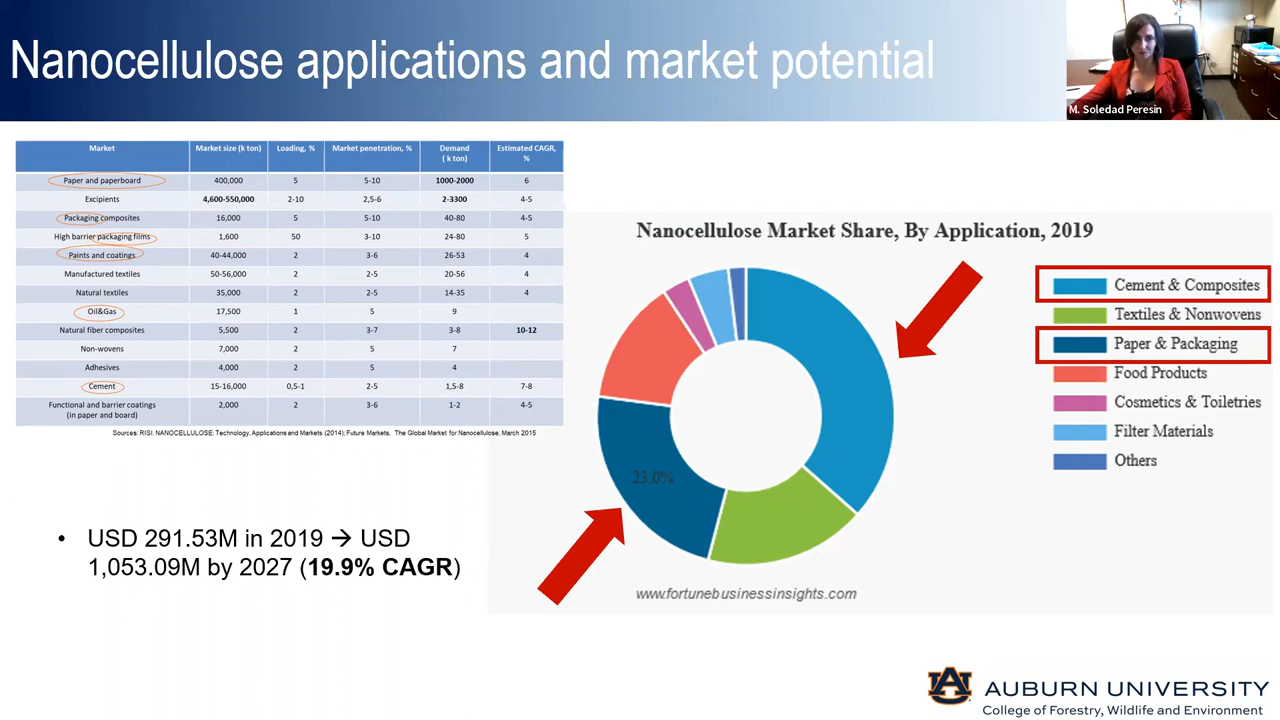 Nanocellulose applications and market potential
M. Soledad Peresin
Market Market size (k ton) Loading, % Market penetration, % Demand ( k ton) Estimated CAGR, %
Paper and paperboard 400,000 5 5-10 1000-2000 6
Excipients 4,600-550,000 2-10 2,5-6 2-3300 4-5
Packaging composites 16,000 5 5-10 40-80 4-5
High barrier packaging films 1,600 50 3-10 24-80 5
Paints and coatings 40-44,000 2 3-6 26-53 4
Manufactured textiles 50-56,000 2 2-5 20-56 4
Natural textiles 35,000 2 2-5 14-35 4
Oil&Gas 17,500 1 5 9
Natural fiber composites 5,500 2 3-7 3-8 10-12
Non-wovens 7,000 2 5 7
Adhesives 4,000 2 5 4
Cement 15-16,000 0,5-1 2-5 1,5-8 7-8
Functional and barrier coatings (in paper and board) 2,000 2 3-6 1-2 4-5
Sources: RISI, NANOCELLULOSE: Technology, Applications and Markets (2014); Future Markets, The Global Market for Nanocellulose, March 2015
• USD 291.53M in 2019 → USD
1,053.09M by 2027 (19.9% CAGR)
Nanocellulose Market Share, By Application, 2019
23.0%
Cement & Composites
Textiles & Nonwovens
Paper & Packaging
Food Products
Cosmetics & Toiletries
Filter Materials
Others
www.fortunebusinessinsights.com
AUBURN UNIVERSITY
College of Forestry, Wildlife and Environment